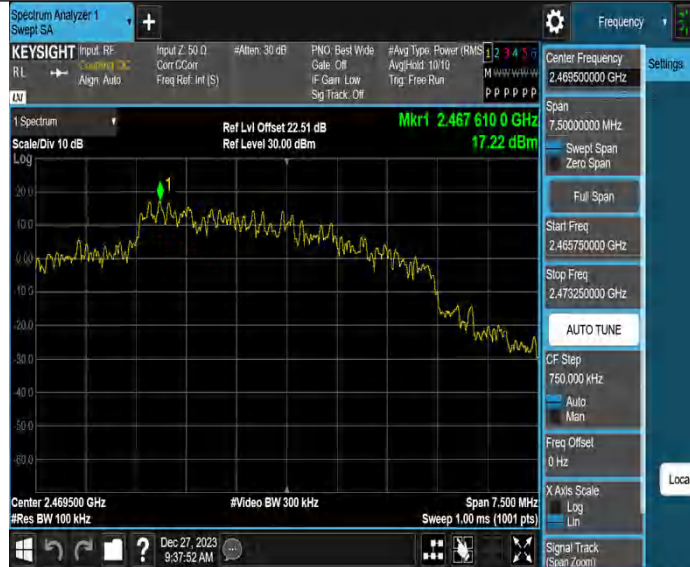 Spectrum Analyzer 1
Swept SA
+
Frequency
KEYSIGHT
Input: RF
Input Z: 50 Ω
#Atten: 30 dB
PNO: Best Wide
#Avg Type: Power (RMS
1 2 3 4 5 6
RL
Coupling: DC
Corr CCorr
Gate: Off
Avg|Hold: 10/10
M W W W W W
Align: Auto
Freq Ref: Int (S)
IF Gain: Low
Trig: Free Run
Sig Track: Off
P P P P P P
LXI
1 Spectrum
Ref Lvl Offset 22.51 dB
Mkr1 2.467 610 0 GHz
Scale/Div 10 dB
Ref Level 30.00 dBm
17.22 dBm
Log
1
20.0
10.0
0.00
-10.0
-20.0
-30.0
-40.0
-50.0
-60.0
Center 2.469500 GHz
#Video BW 300 kHz
Span 7.500 MHz
#Res BW 100 kHz
Sweep 1.00 ms (1001 pts)
?
Dec 27, 2023
9:37:52 AM
Center Frequency
2.469500000 GHz
Settings
Span
7.50000000 MHz
Swept Span
Zero Span
Full Span
Start Freq
2.465750000 GHz
Stop Freq
2.473250000 GHz
AUTO TUNE
CF Step
750.000 kHz
Auto
Man
Freq Offset
0 Hz
X Axis Scale
Log
Lin
Signal Track
(Span Zoom)
Loca